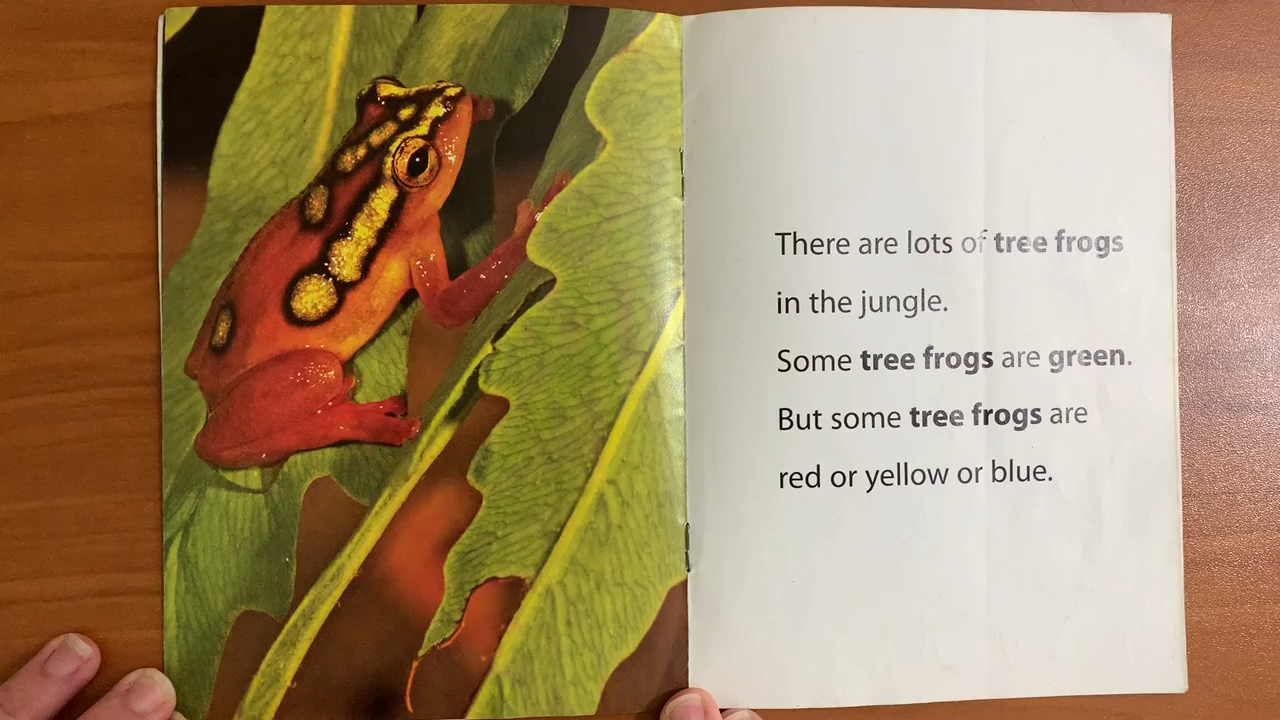 There are lots of tree frogs
in the jungle.
Some tree frogs are green.
But some tree frogs are
red or yellow or blue.